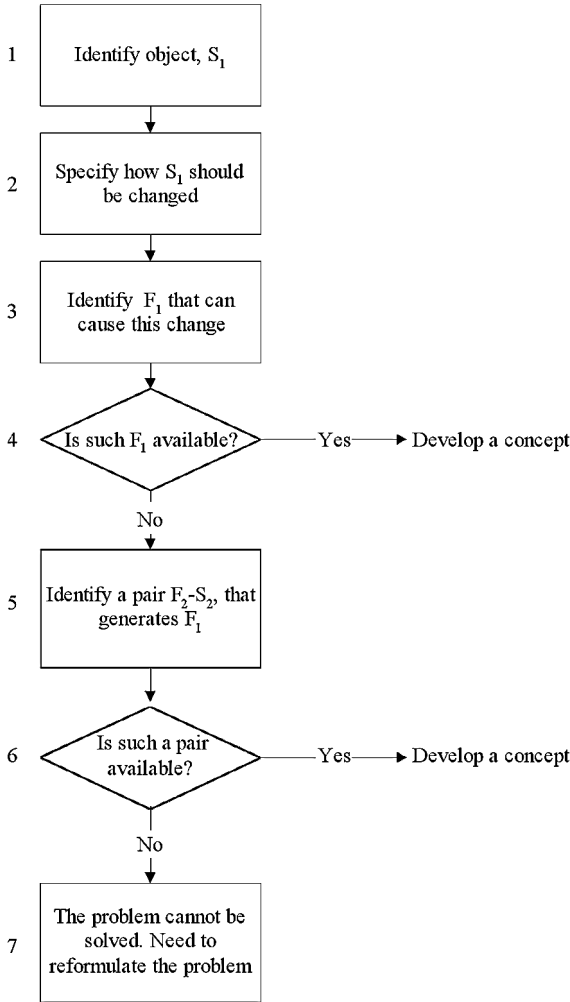 1
Identify object, S₁
2
Specify how S₁ should
be changed
3
Identify F₁ that can
cause this change
4
Is such F₁ available?
Yes
Develop a concept
No
5
Identify a pair F₂-S₂, that
generates F₁
6
Is such a pair
available?
Yes
Develop a concept
No
7
The problem cannot be
solved. Need to
reformulate the problem